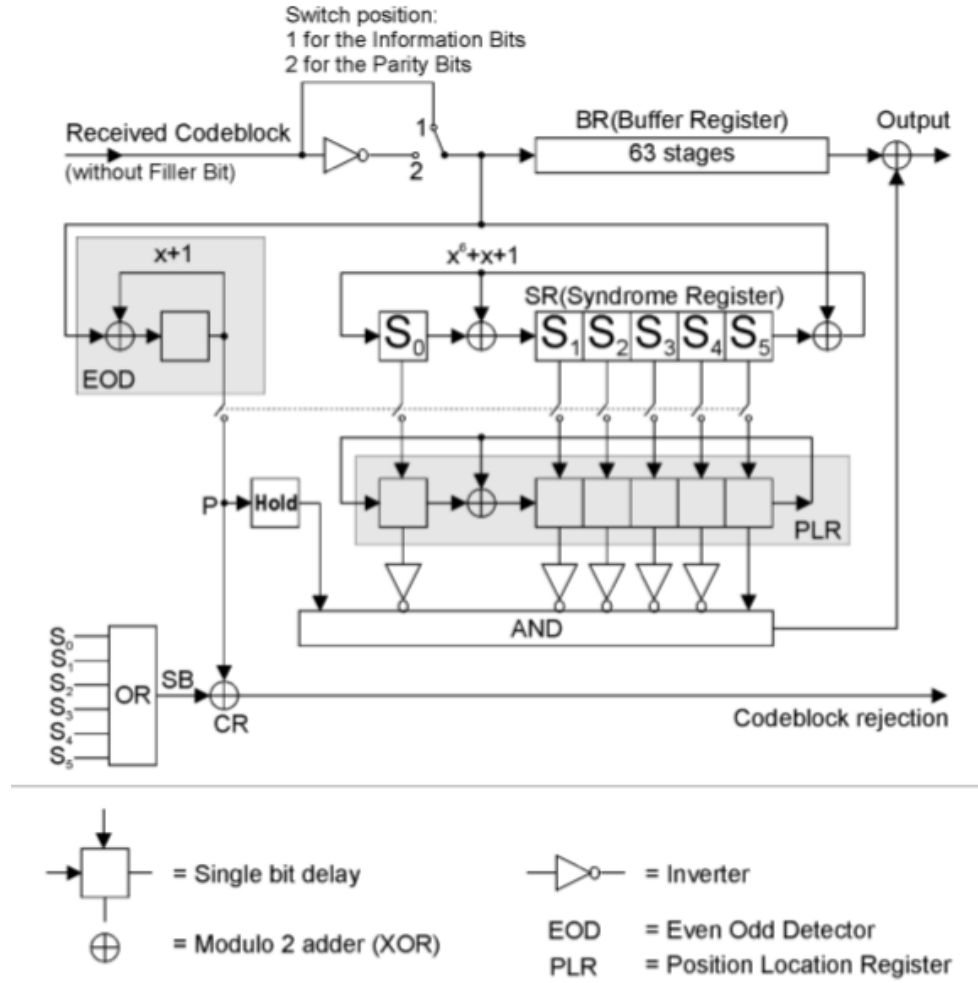 Switch position:
1 for the Information Bits
2 for the Parity Bits
Received Codeblock
(without Filler Bit)
1
2
BR(Buffer Register)
63 stages
Output
x+1
EOD
x⁶+x+1
SR(Syndrome Register)
S₀ S₁ S₂ S₃ S₄ S₅
P
Hold
PLR
AND
S₀
S₁
S₂
S₃
S₄
S₅
OR
SB
CR
Codeblock rejection
= Single bit delay
= Modulo 2 adder (XOR)
= Inverter
EOD = Even Odd Detector
PLR = Position Location Register